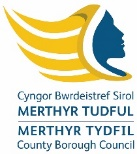 Cyngor Bwrdeistref Sirol
MERTHYR TUDFUL
MERTHYR TYDFIL
County Borough Council